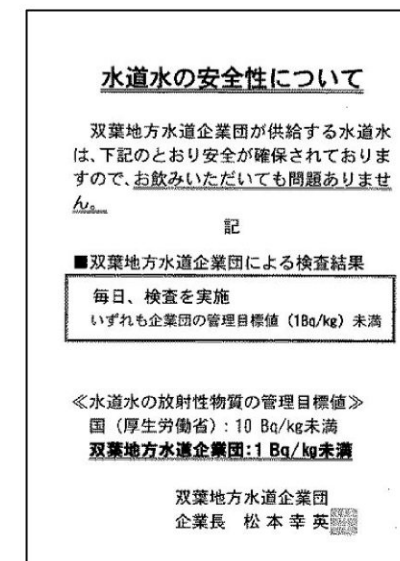 水道水の安全性について
双葉地方水道企業団が供給する水道水
は、下記のとおり安全が確保されておりま
すので、お飲みいただいても問題ありませ
ん。
記
■双葉地方水道企業団による検査結果
毎日、検査を実施
いずれも企業団の管理目標値（1Bq/kg）未満
≪水道水の放射性物質の管理目標値≫
国（厚生労働省）：10 Bq/kg未満
双葉地方水道企業団：1 Bq/kg未満
双葉地方水道企業団
企業長　松 本 幸 英